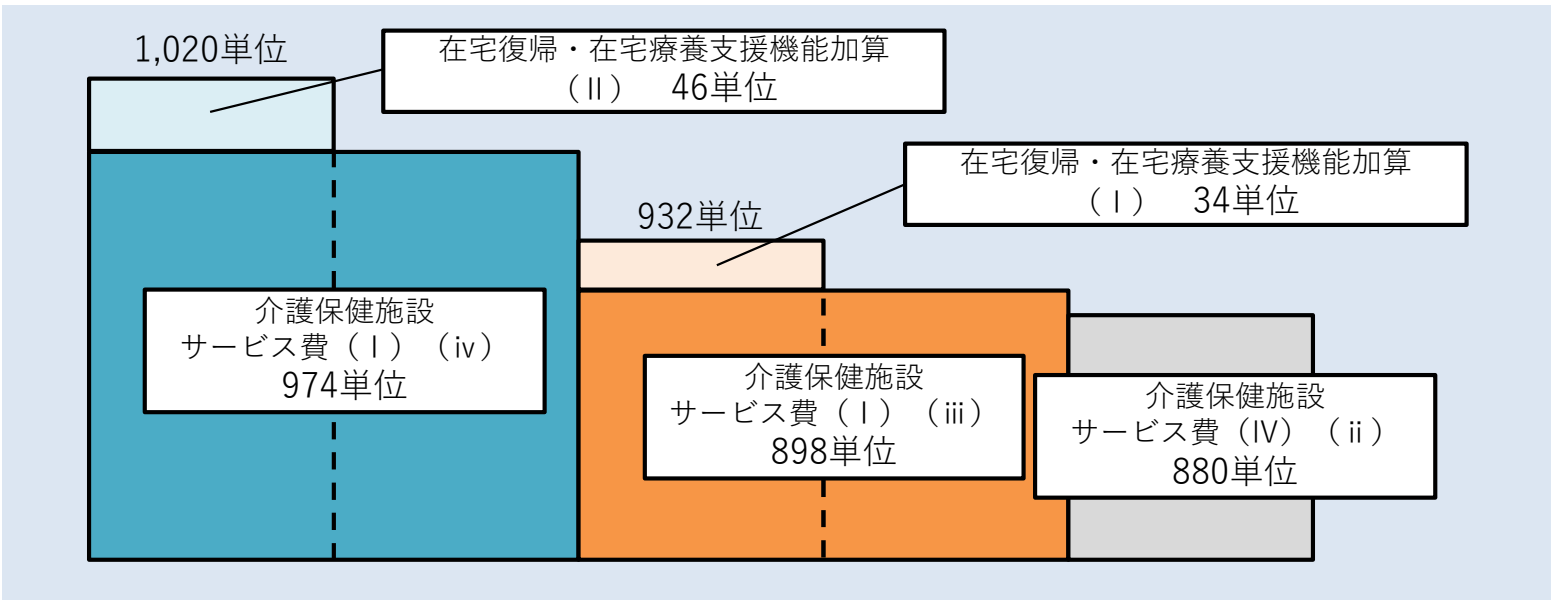 1,020単位
在宅復帰・在宅療養支援機能加算
（Ⅱ）　46単位
932単位
在宅復帰・在宅療養支援機能加算
（Ⅰ）　34単位
介護保健施設
サービス費（Ⅰ）（ⅳ）
974単位
介護保健施設
サービス費（Ⅰ）（ⅲ）
898単位
介護保健施設
サービス費（Ⅳ）（ⅱ）
880単位